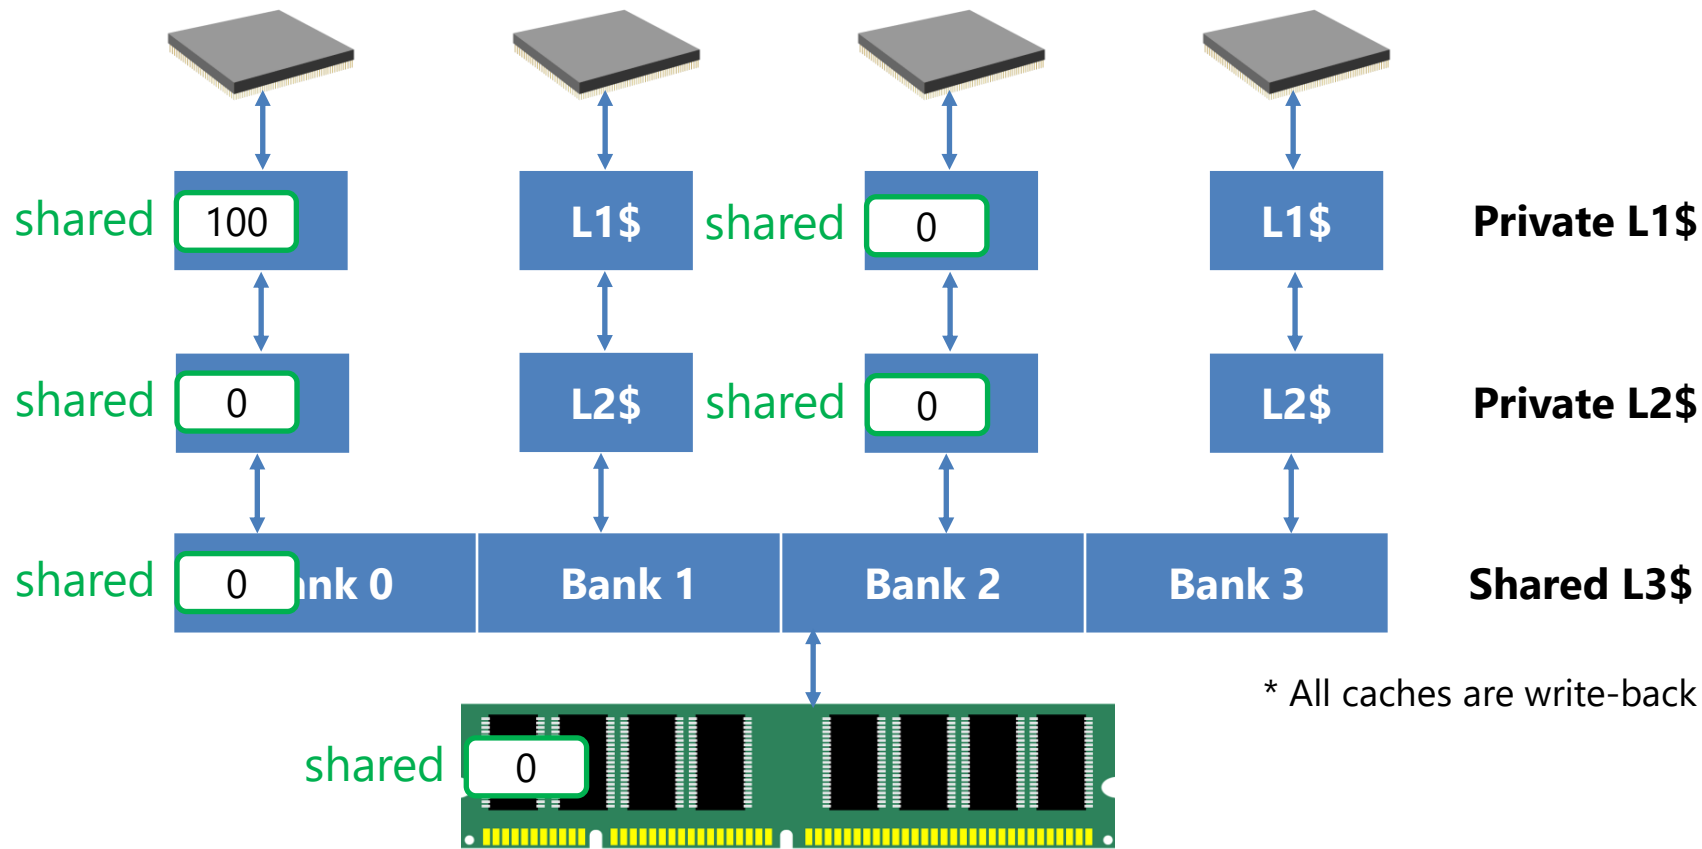 shared 100 L1$ shared 0 L1$ Private L1$
shared 0 L2$ shared 0 L2$ Private L2$
shared 0 ank 0 Bank 1 Bank 2 Bank 3 Shared L3$
* All caches are write-back
shared 0